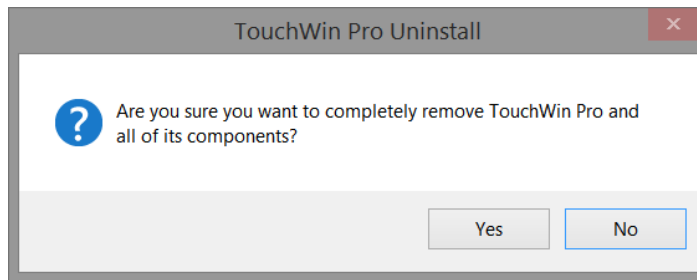 TouchWin Pro Uninstall
Are you sure you want to completely remove TouchWin Pro and
all of its components?
Yes
No